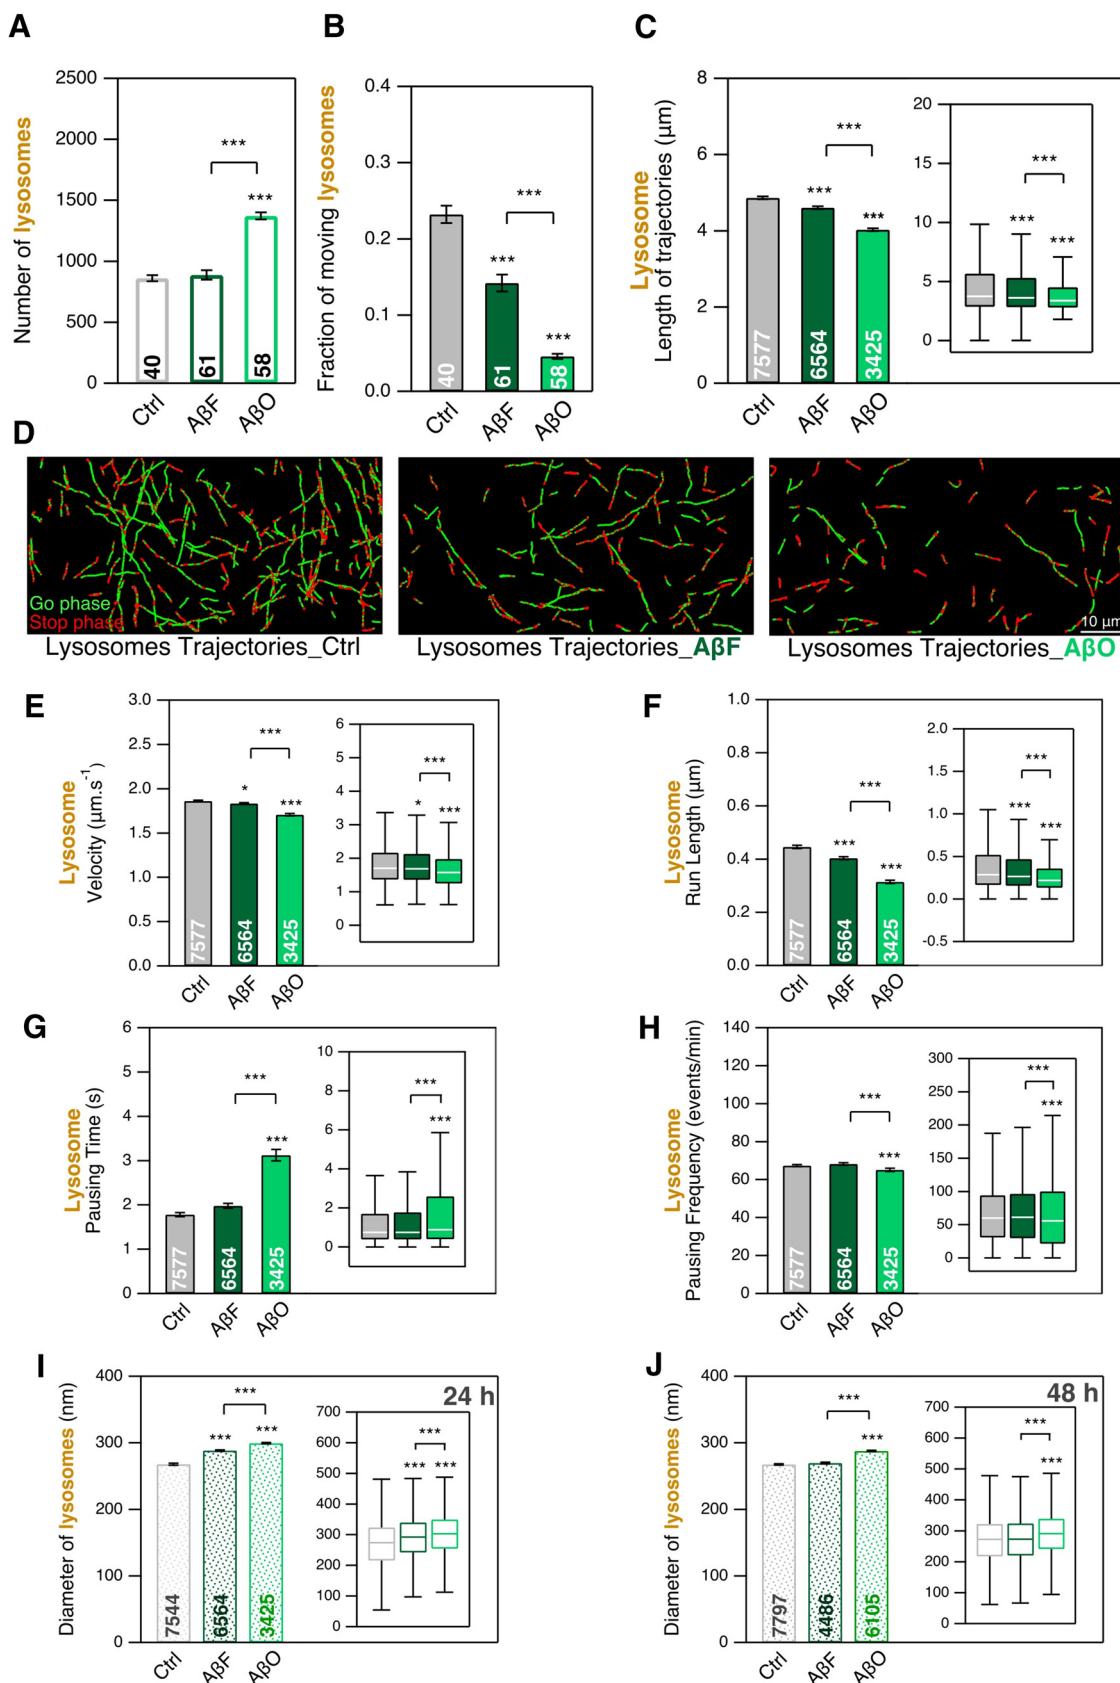 A
B
C
Number of lysosomes
2500
2000
1500
1000
500
0
***
***
40
61
58
Ctrl
AβF
AβO
Fraction of moving lysosomes
0.4
0.3
0.2
0.1
0.0
***
***
***
40
61
58
Ctrl
AβF
AβO
Lysosome
Length of trajectories (μm)
8
6
4
2
0
***
***
***
7577
6564
3425
Ctrl
AβF
AβO
20
15
10
5
0
***
***
***
D
Go phase
Stop phase
10 μm
Lysosomes Trajectories_Ctrl
Lysosomes Trajectories_AβF
Lysosomes Trajectories_AβO
E
Lysosome
Velocity (μm.s-1)
3.0
2.5
2.0
1.5
1.0
0.5
0.0
***
*
***
7577
6564
3425
Ctrl
AβF
AβO
6
5
4
3
2
1
0
***
*
***
F
Lysosome
Run Length (μm)
1.0
0.8
0.6
0.4
0.2
0.0
***
***
***
7577
6564
3425
Ctrl
AβF
AβO
2.0
1.5
1.0
0.5
0.0
-0.5
***
***
***
G
Lysosome
Pausing Time (s)
6
5
4
3
2
1
0
***
***
7577
6564
3425
Ctrl
AβF
AβO
10
8
6
4
2
0
***
***
H
Lysosome
Pausing Frequency (events/min)
140
120
100
80
60
40
20
0
***
***
7577
6564
3425
Ctrl
AβF
AβO
300
250
200
150
100
50
0
***
***
I
Diameter of lysosomes (nm)
400
300
200
100
0
***
***
***
7544
6564
3425
Ctrl
AβF
AβO
24 h
700
600
500
400
300
200
100
0
***
***
***
J
Diameter of lysosomes (nm)
400
300
200
100
0
***
***
7797
4486
6105
Ctrl
AβF
AβO
48 h
700
600
500
400
300
200
100
0
***
***